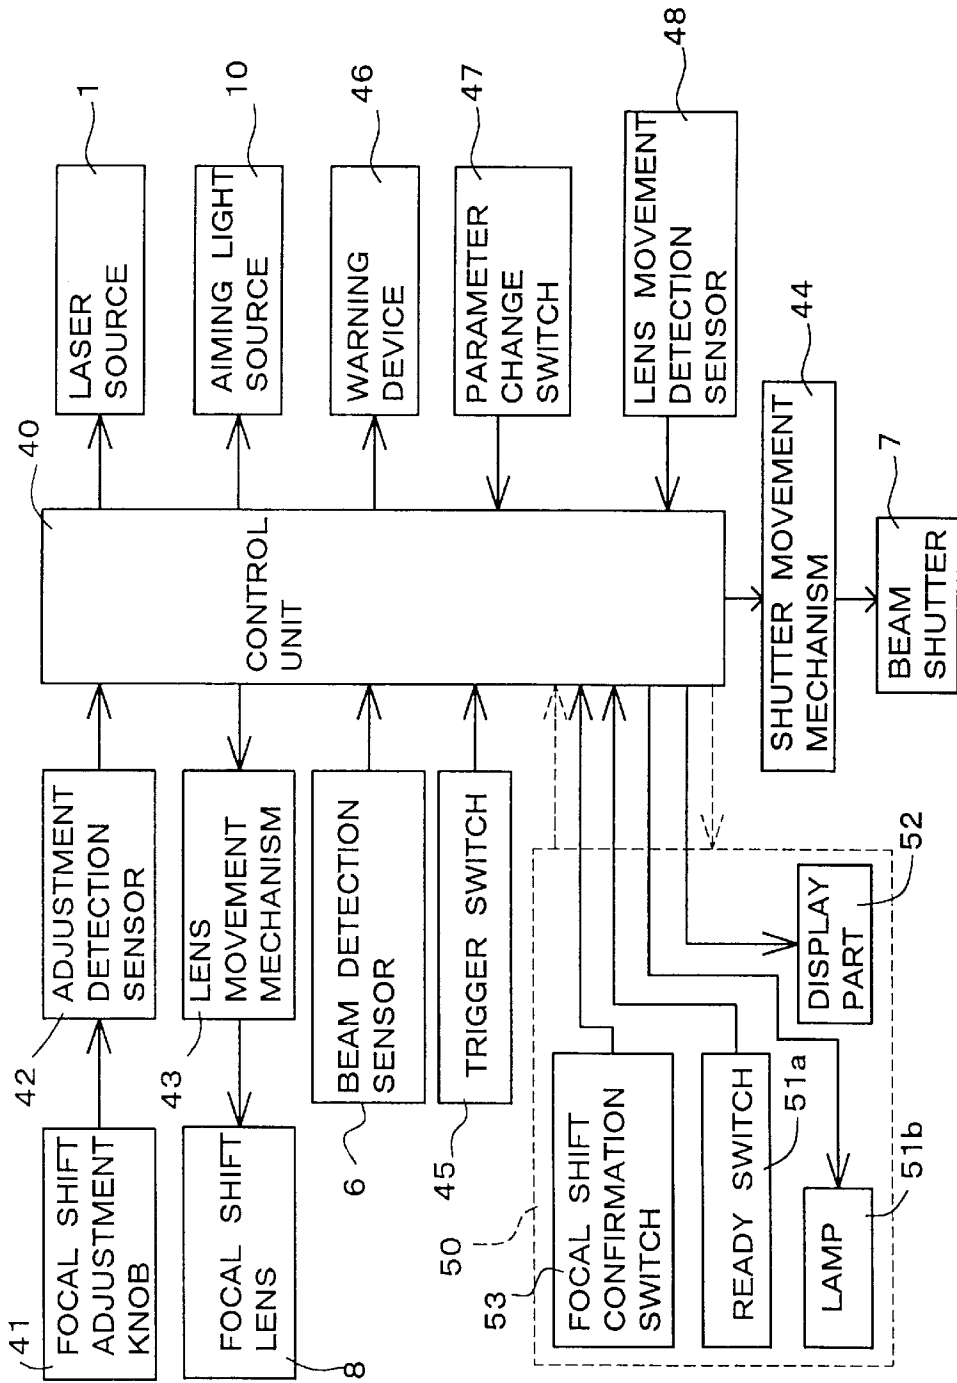 41
FOCAL SHIFT
ADJUSTMENT
KNOB
42
ADJUSTMENT
DETECTION
SENSOR
40
CONTROL
UNIT
LASER
SOURCE
1
FOCAL SHIFT
LENS
8
43
LENS
MOVEMENT
MECHANISM
AIMING LIGHT
SOURCE
10
6
BEAM DETECTION
SENSOR
WARNING
DEVICE
46
45
TRIGGER SWITCH
PARAMETER
CHANGE
SWITCH
47
LENS MOVEMENT
DETECTION
SENSOR
48
50
53
FOCAL SHIFT
CONFIRMATION
SWITCH
READY SWITCH
51a
LAMP
51b
DISPLAY
PART
52
SHUTTER MOVEMENT
MECHANISM
44
BEAM
SHUTTER
7